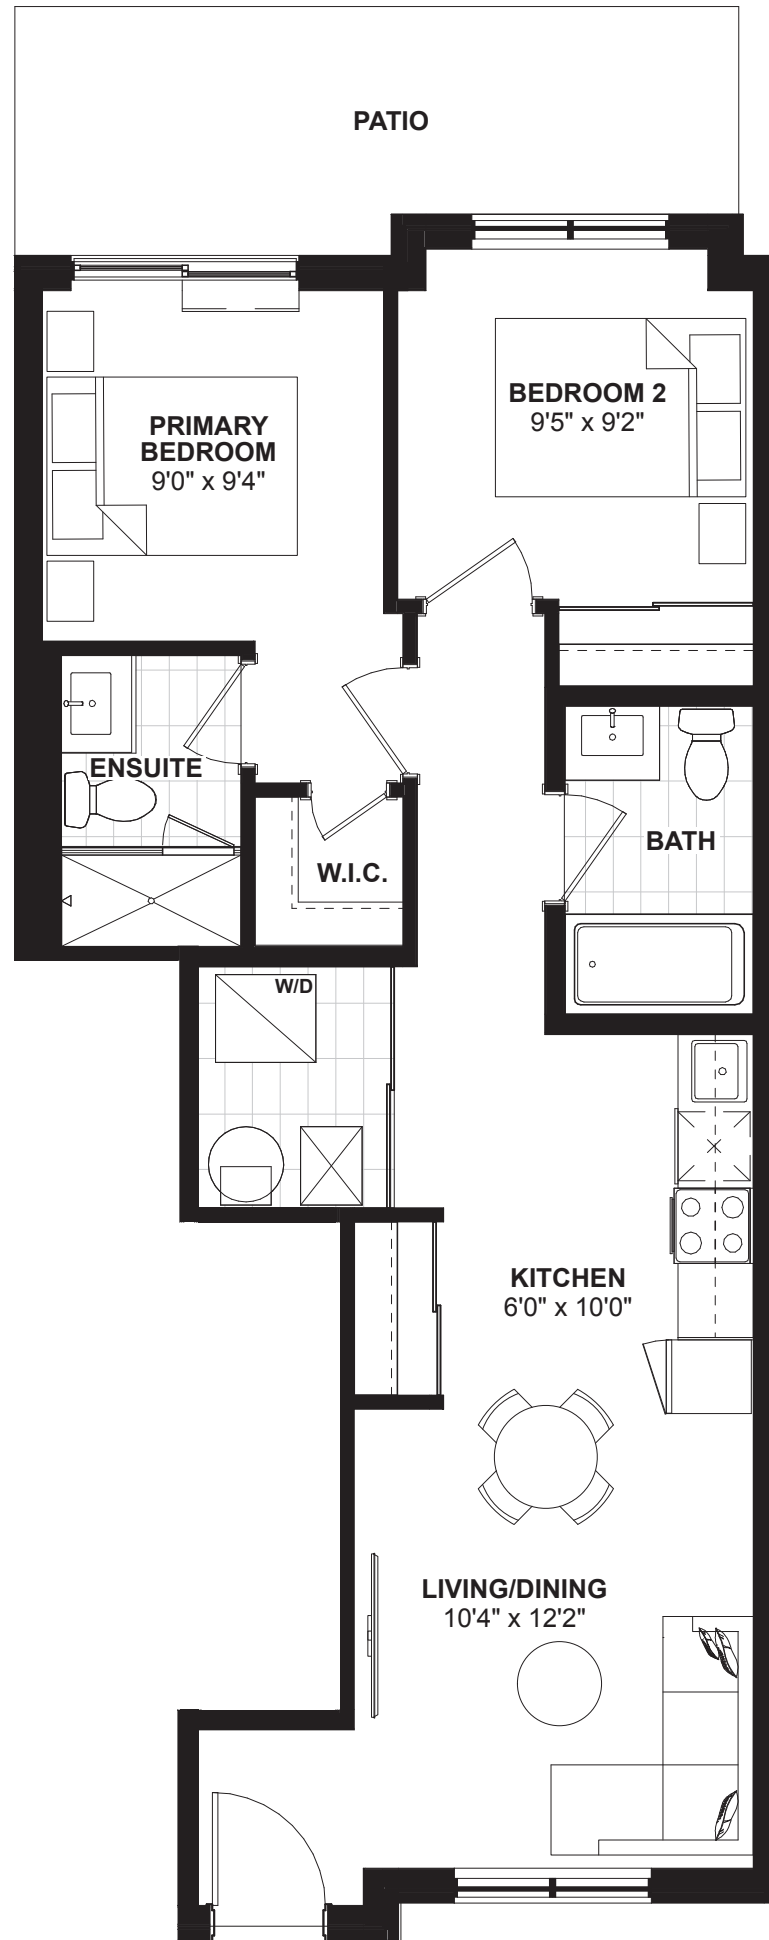 PATIO
BEDROOM 2
9'5" x 9'2"
PRIMARY
BEDROOM
9'0" x 9'4"
ENSUITE
BATH
W.I.C.
W/D
KITCHEN
6'0" x 10'0"
LIVING/DINING
10'4" x 12'2"